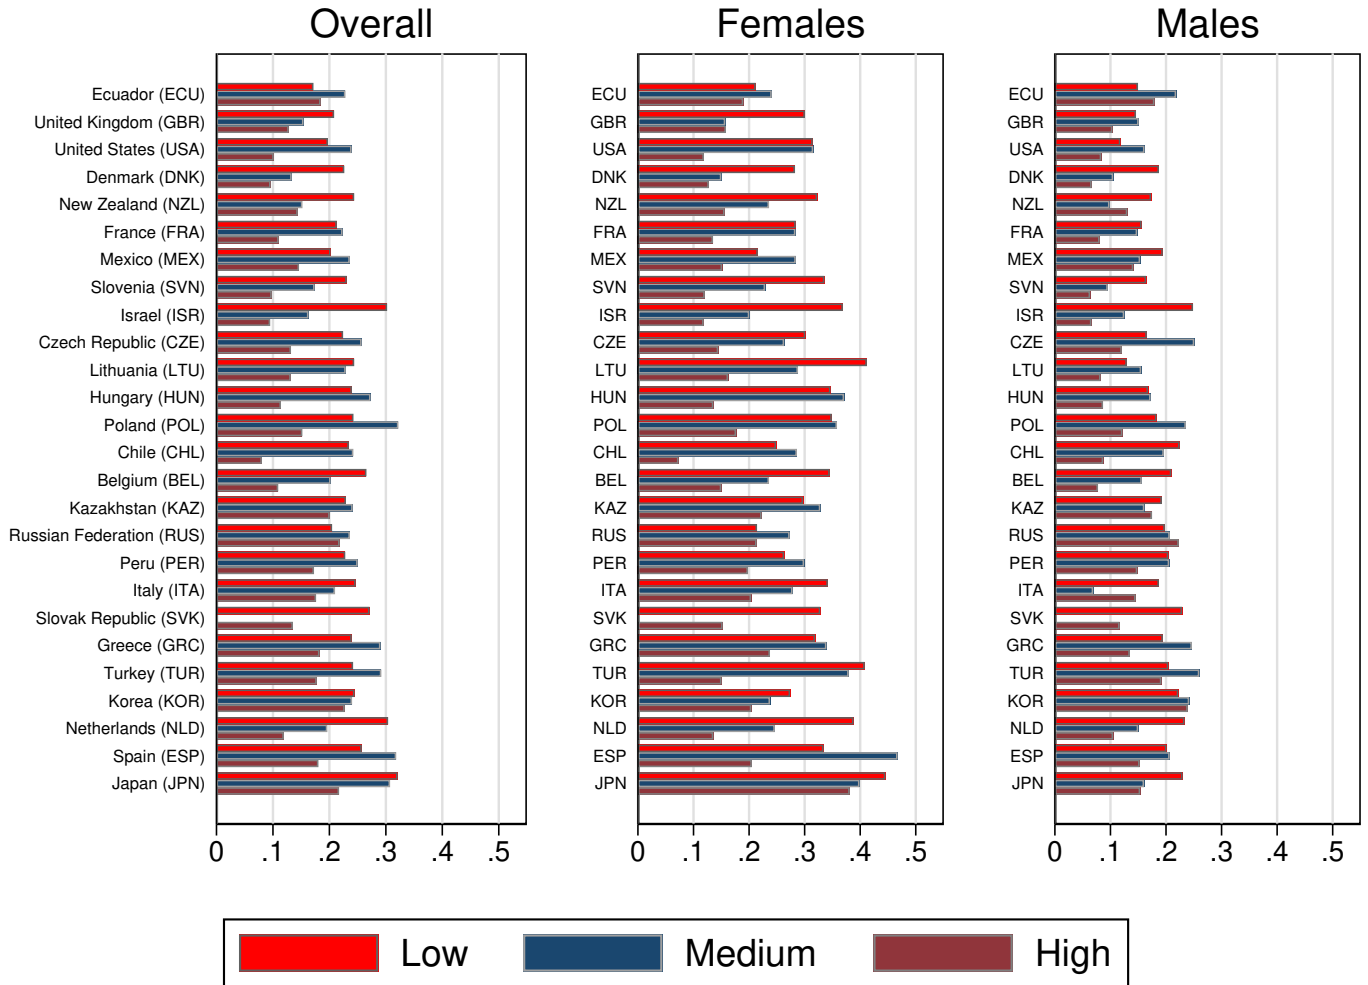 Overall Females Males
Ecuador (ECU) ECU ECU
United Kingdom (GBR) GBR GBR
United States (USA) USA USA
Denmark (DNK) DNK DNK
New Zealand (NZL) NZL NZL
France (FRA) FRA FRA
Mexico (MEX) MEX MEX
Slovenia (SVN) SVN SVN
Israel (ISR) ISR ISR
Czech Republic (CZE) CZE CZE
Lithuania (LTU) LTU LTU
Hungary (HUN) HUN HUN
Poland (POL) POL POL
Chile (CHL) CHL CHL
Belgium (BEL) BEL BEL
Kazakhstan (KAZ) KAZ KAZ
Russian Federation (RUS) RUS RUS
Peru (PER) PER PER
Italy (ITA) ITA ITA
Slovak Republic (SVK) SVK SVK
Greece (GRC) GRC GRC
Turkey (TUR) TUR TUR
Korea (KOR) KOR KOR
Netherlands (NLD) NLD NLD
Spain (ESP) ESP ESP
Japan (JPN) JPN JPN
0 .1 .2 .3 .4 .5 0 .1 .2 .3 .4 .5 0 .1 .2 .3 .4 .5
Low Medium High